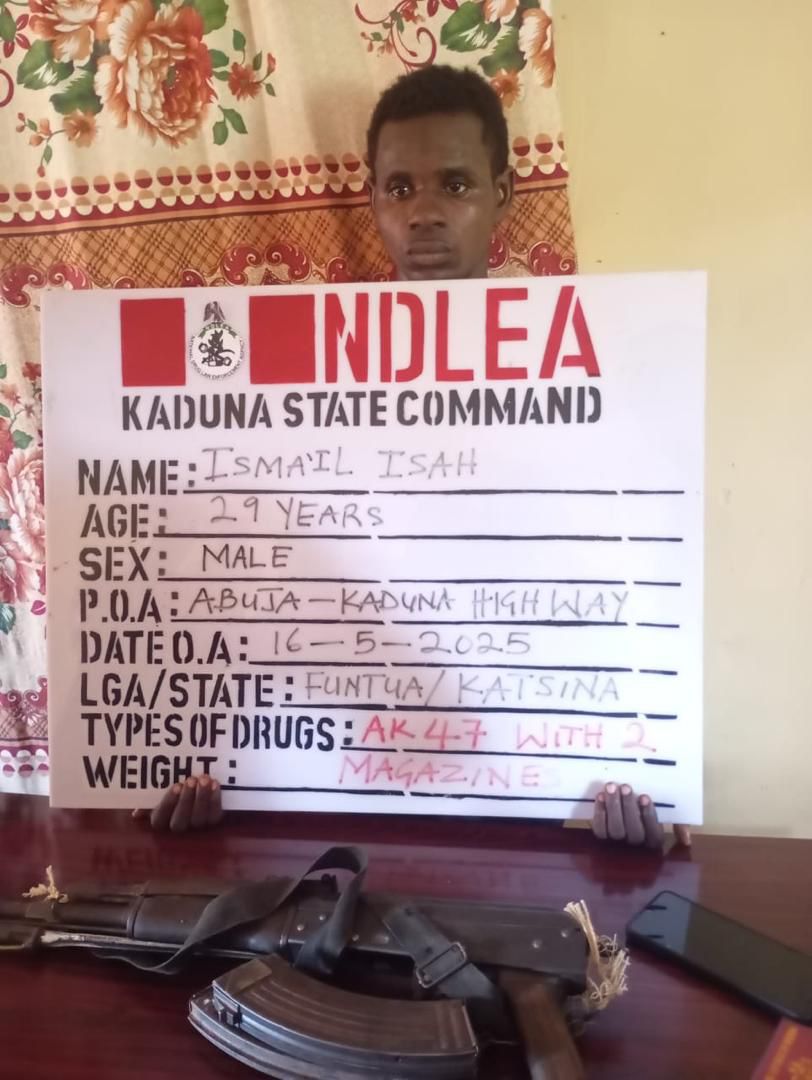 NDLEA
KADUNA STATE COMMAND
NAME: ISMA'IL ISAH
AGE: 29 YEARS
SEX: MALE
P.O.A: ABUJA - KADUNA HIGHWAY
DATE O.A: 16-5-2025
LGA/STATE: FUNTUA/KATSINA
TYPES OF DRUGS: AK47 WITH 2
WEIGHT: MAGAZINE